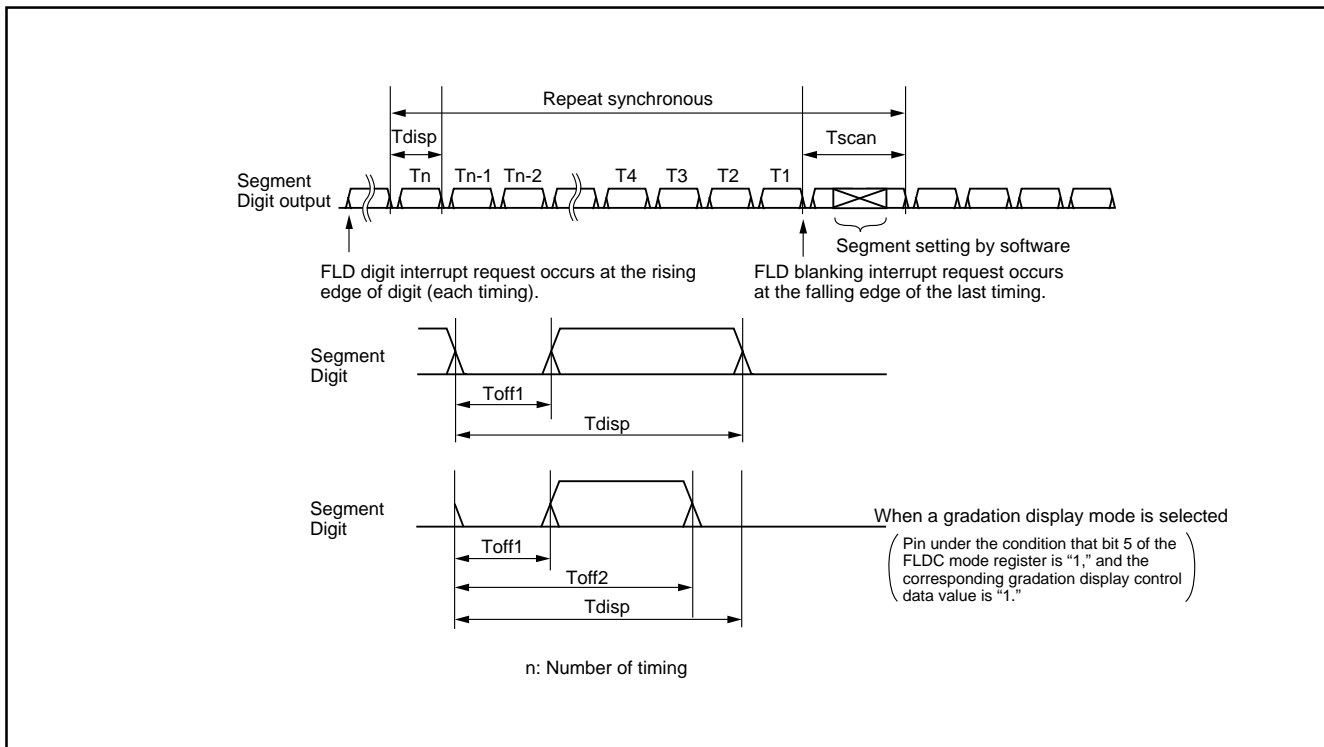 Repeat synchronous
Tdisp
Tscan
Segment
Digit output
Tn
Tn-1
Tn-2
T4
T3
T2
T1
Segment setting by software
FLD digit interrupt request occurs at the rising
edge of digit (each timing).
FLD blanking interrupt request occurs
at the falling edge of the last timing.
Segment
Digit
Toff1
Tdisp
Segment
Digit
Toff1
Toff2
Tdisp
When a gradation display mode is selected
Pin under the condition that bit 5 of the
FLDC mode register is “1,” and the
corresponding gradation display control
data value is “1.”
n: Number of timing